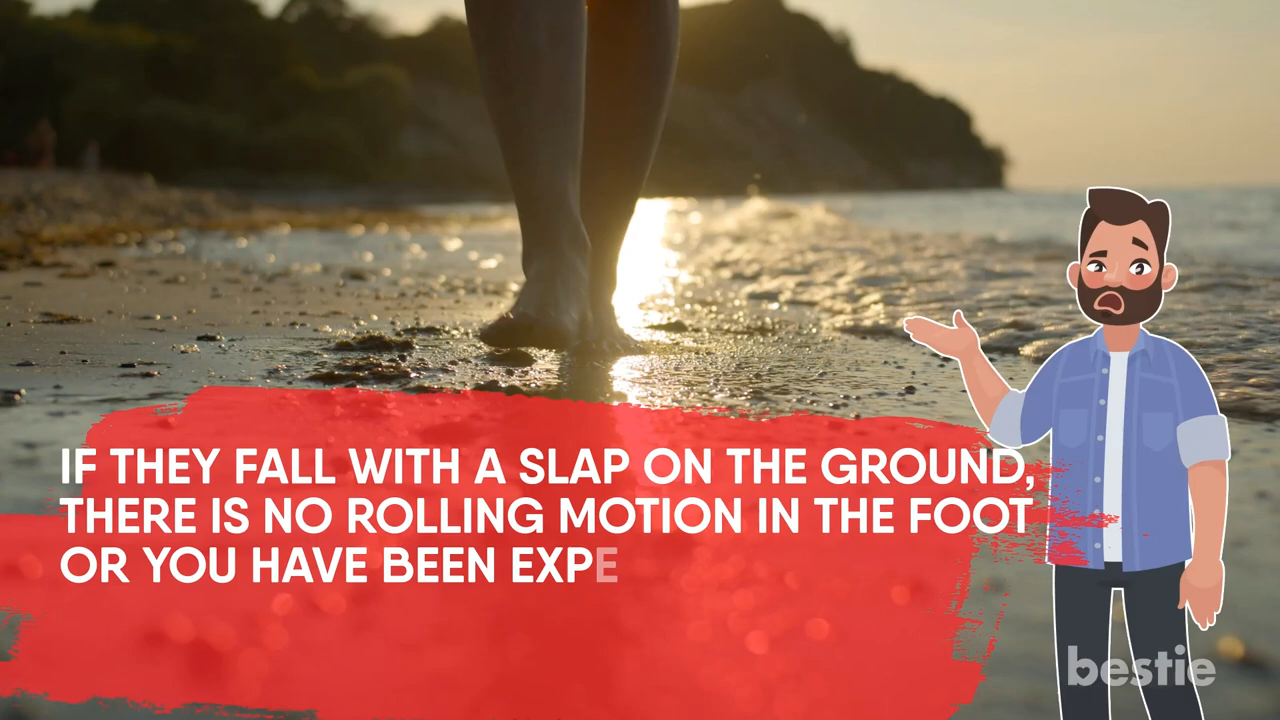 IF THEY FALL WITH A SLAP ON THE GROUND,
THERE IS NO ROLLING MOTION IN THE FOOT
OR YOU HAVE BEEN EXPE
bestie